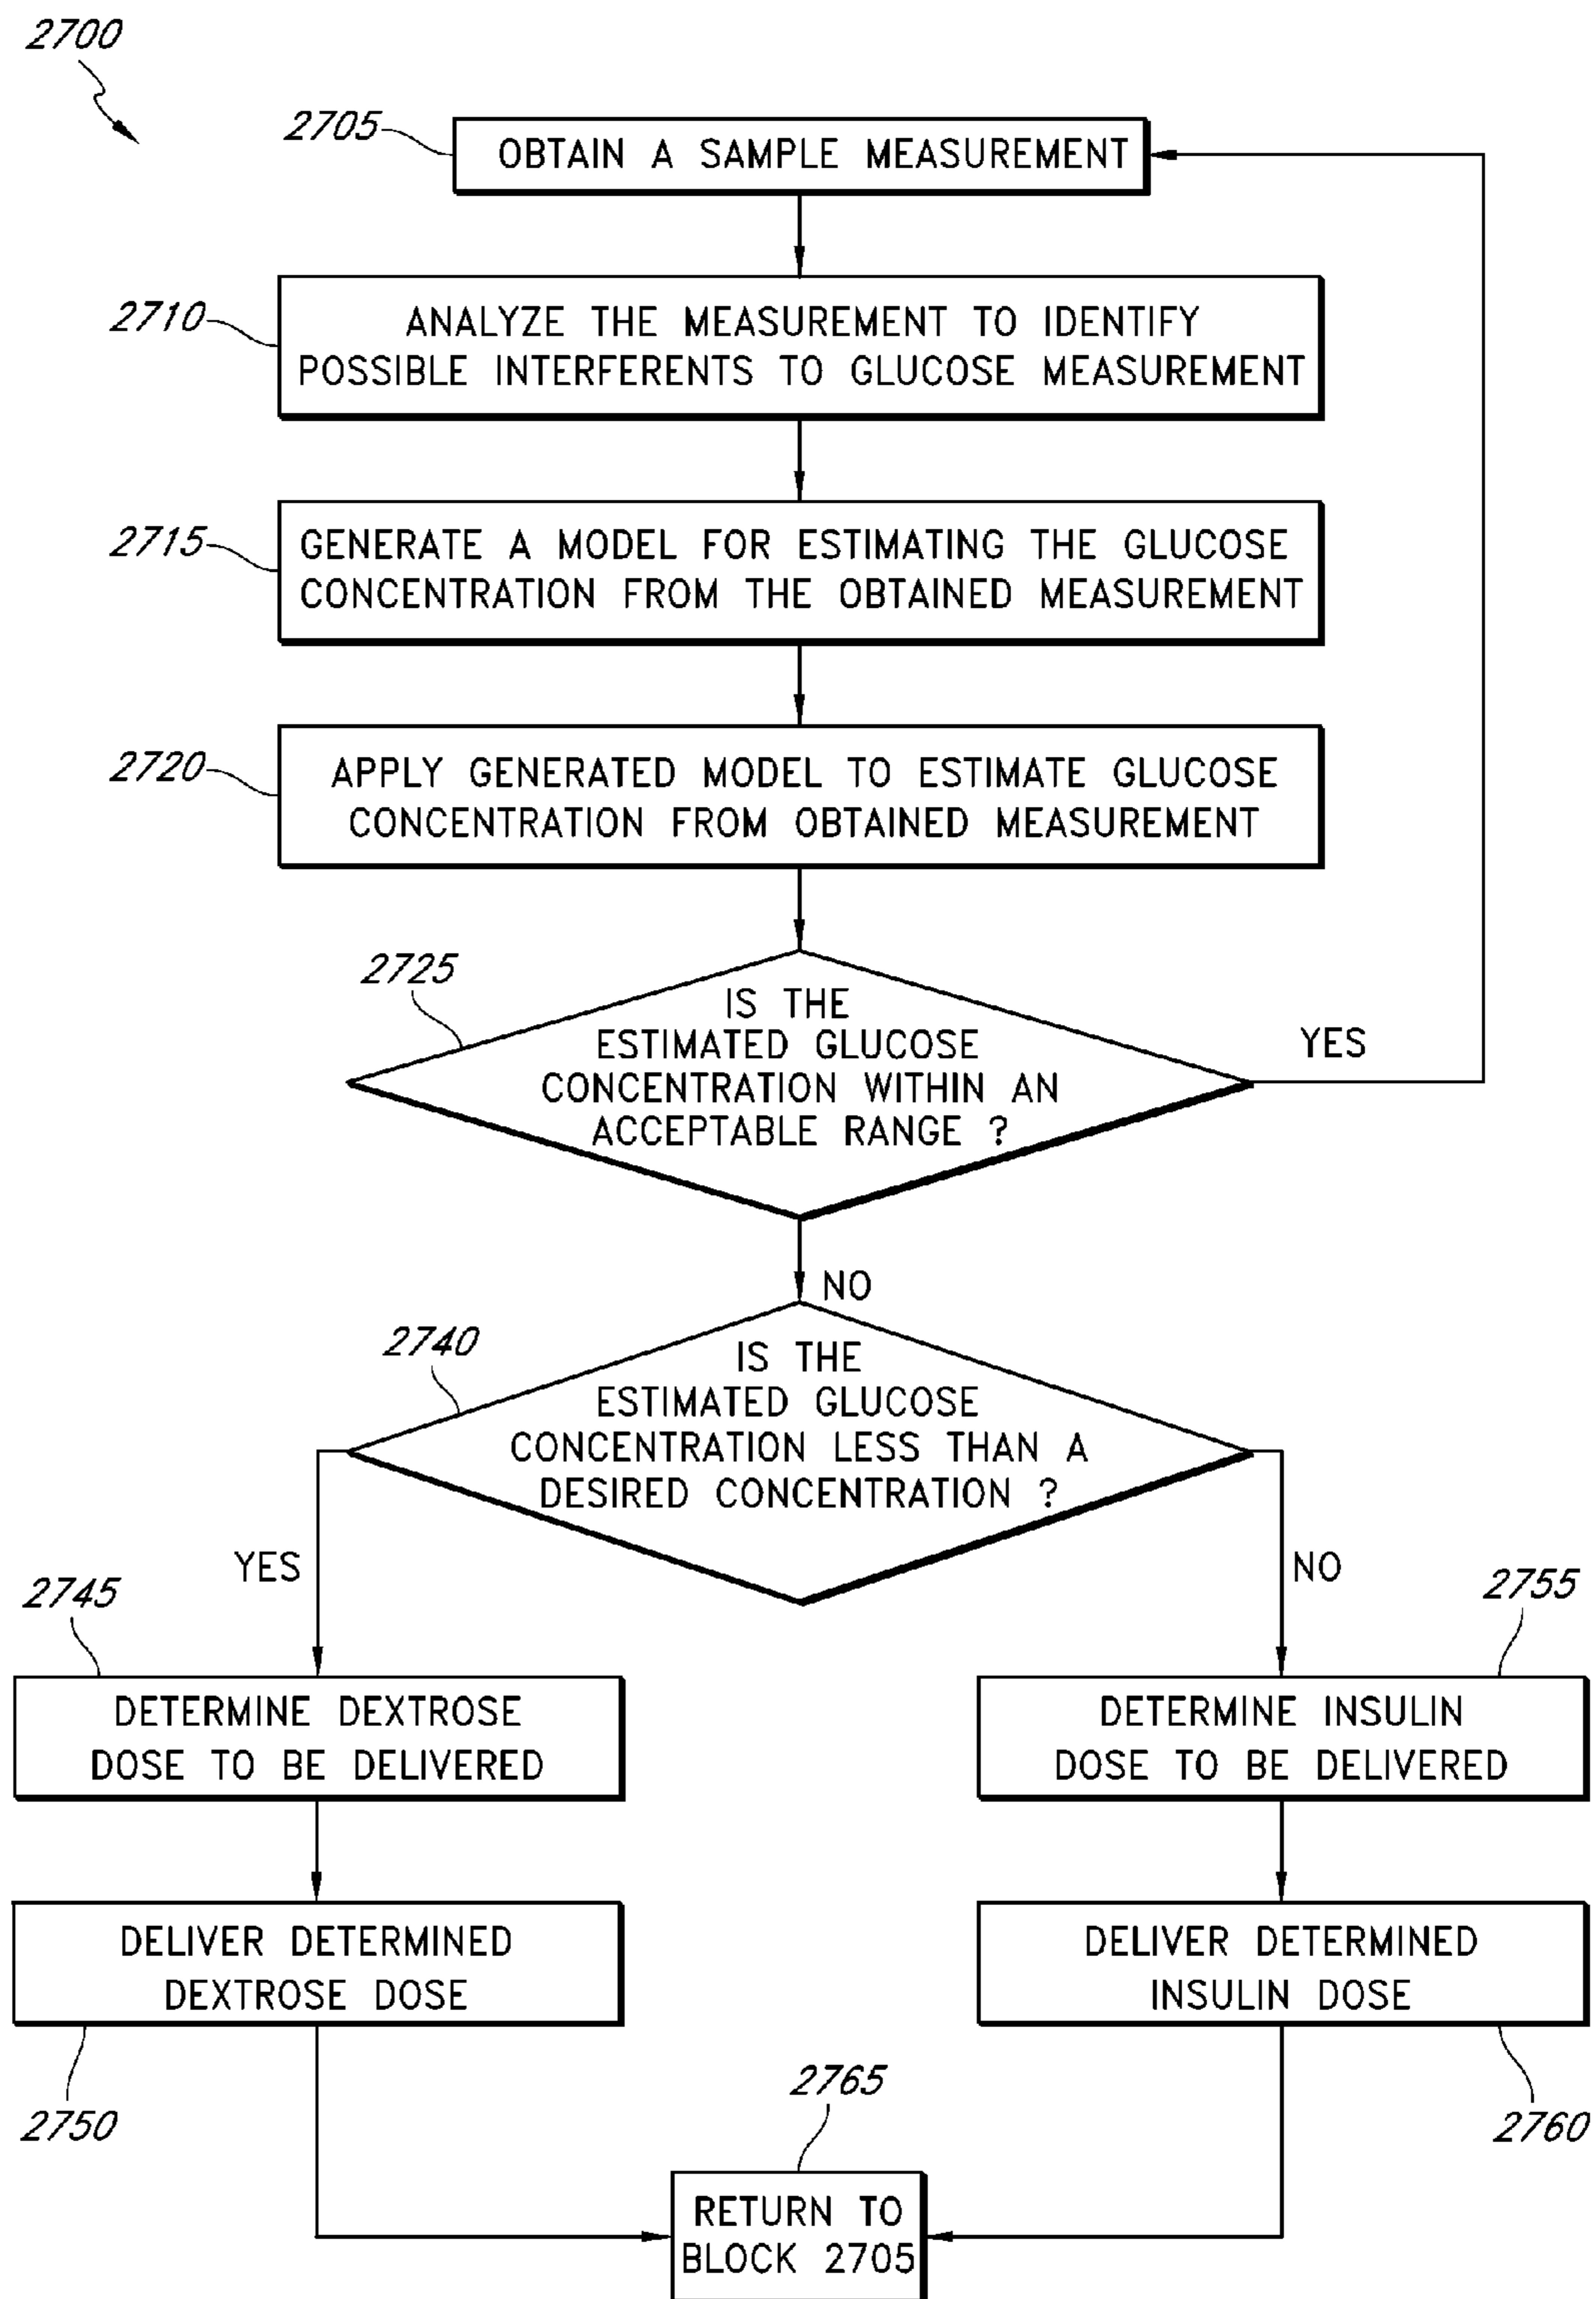 2700
2705
OBTAIN A SAMPLE MEASUREMENT
2710
ANALYZE THE MEASUREMENT TO IDENTIFY
POSSIBLE INTERFERENTS TO GLUCOSE MEASUREMENT
2715
GENERATE A MODEL FOR ESTIMATING THE GLUCOSE
CONCENTRATION FROM THE OBTAINED MEASUREMENT
2720
APPLY GENERATED MODEL TO ESTIMATE GLUCOSE
CONCENTRATION FROM OBTAINED MEASUREMENT
2725
IS THE
ESTIMATED GLUCOSE
CONCENTRATION WITHIN AN
ACCEPTABLE RANGE ?
YES
NO
2740
IS THE
ESTIMATED GLUCOSE
CONCENTRATION LESS THAN A
DESIRED CONCENTRATION ?
YES
NO
2745
DETERMINE DEXTROSE
DOSE TO BE DELIVERED
2755
DETERMINE INSULIN
DOSE TO BE DELIVERED
DELIVER DETERMINED
DEXTROSE DOSE
2750
DELIVER DETERMINED
INSULIN DOSE
2760
2765
RETURN TO
BLOCK 2705